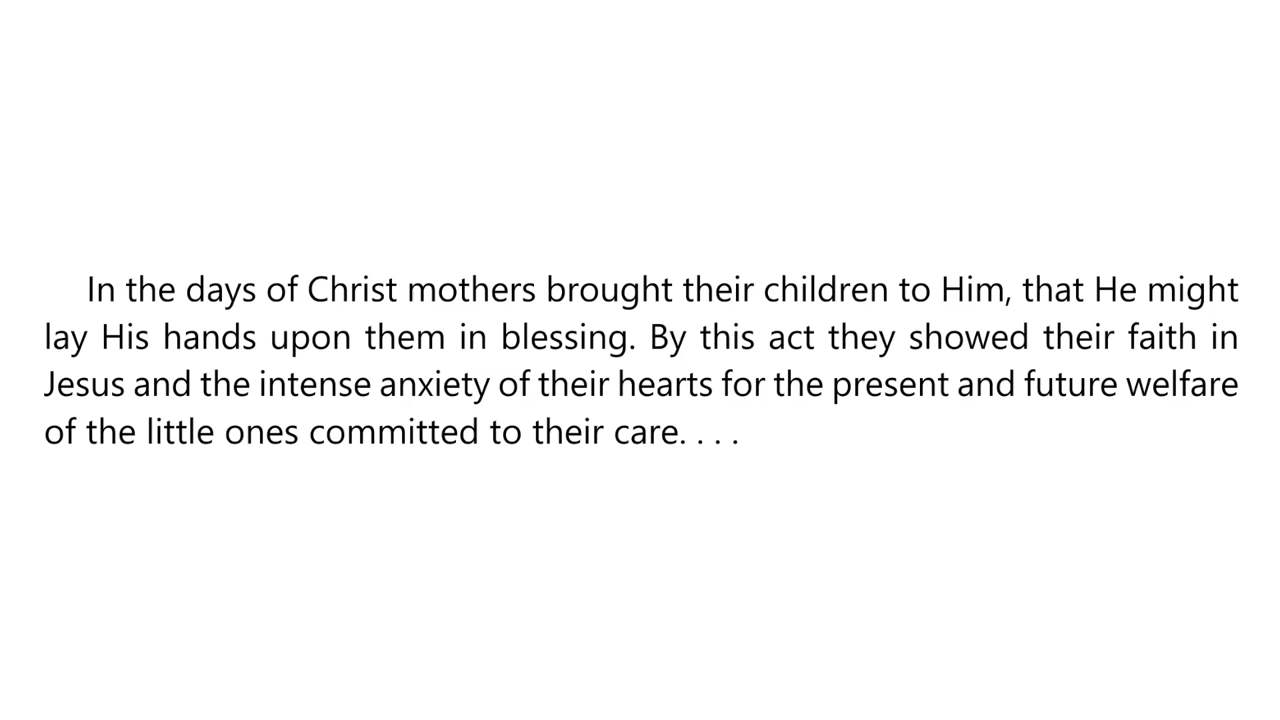 In the days of Christ mothers brought their children to Him, that He might
lay His hands upon them in blessing. By this act they showed their faith in
Jesus and the intense anxiety of their hearts for the present and future welfare
of the little ones committed to their care. . . .